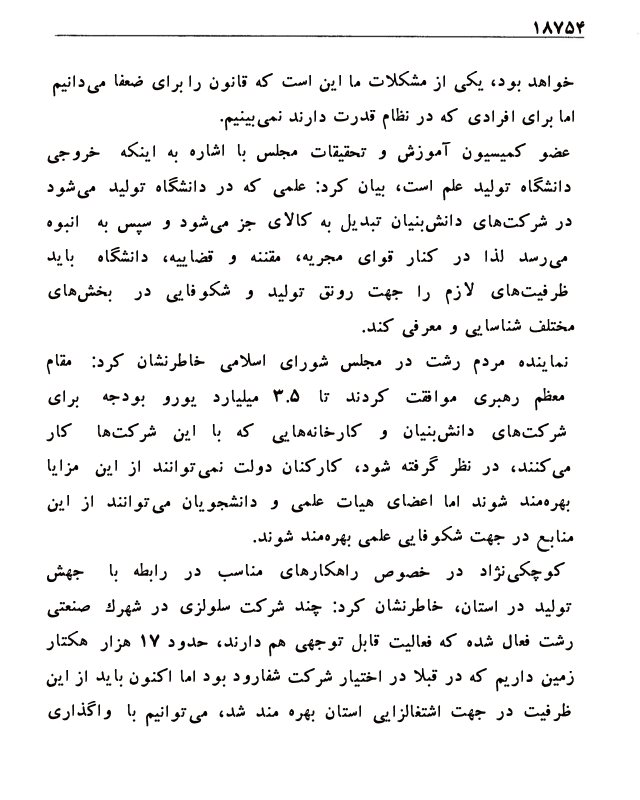 ۱۸۷۵۴
خواهد بود، یکی از مشکلات ما این است که قانون را برای ضعفا می‌دانیم
اما برای افرادی که در نظام قدرت دارند نمی‌بینیم.
عضو کمیسیون آموزش و تحقیقات مجلس با اشاره به اینکه خروجی
دانشگاه تولید علم است، بیان کرد: علمی که در دانشگاه تولید می‌شود
در شرکت‌های دانش‌بنیان تبدیل به کالای جز می‌شود و سپس به انبوه
می‌رسد لذا در کنار قوای مجریه، مقننه و قضاییه، دانشگاه باید
ظرفیت‌های لازم را جهت رونق تولید و شکوفایی در بخش‌های
مختلف شناسایی و معرفی کند.
نماینده مردم رشت در مجلس شورای اسلامی خاطرنشان کرد: مقام
معظم رهبری موافقت کردند تا ۳.۵ میلیارد یورو بودجه برای
شرکت‌های دانش‌بنیان و کارخانه‌هایی که با این شرکت‌ها کار
می‌کنند، در نظر گرفته شود، کارکنان دولت نمی‌توانند از این مزایا
بهره‌مند شوند اما اعضای هیات علمی و دانشجویان می‌توانند از این
منابع در جهت شکوفایی علمی بهره‌مند شوند.
کوچکی‌نژاد در خصوص راهکارهای مناسب در رابطه با جهش
تولید در استان، خاطرنشان کرد: چند شرکت سلولزی در شهرك صنعتی
رشت فعال شده که فعالیت قابل توجهی هم دارند، حدود ۱۷ هزار هکتار
زمین داریم که در قبلا در اختیار شرکت شفارود بود اما اکنون باید از این
ظرفیت در جهت اشتغالزایی استان بهره مند شد، می‌توانیم با واگذاری